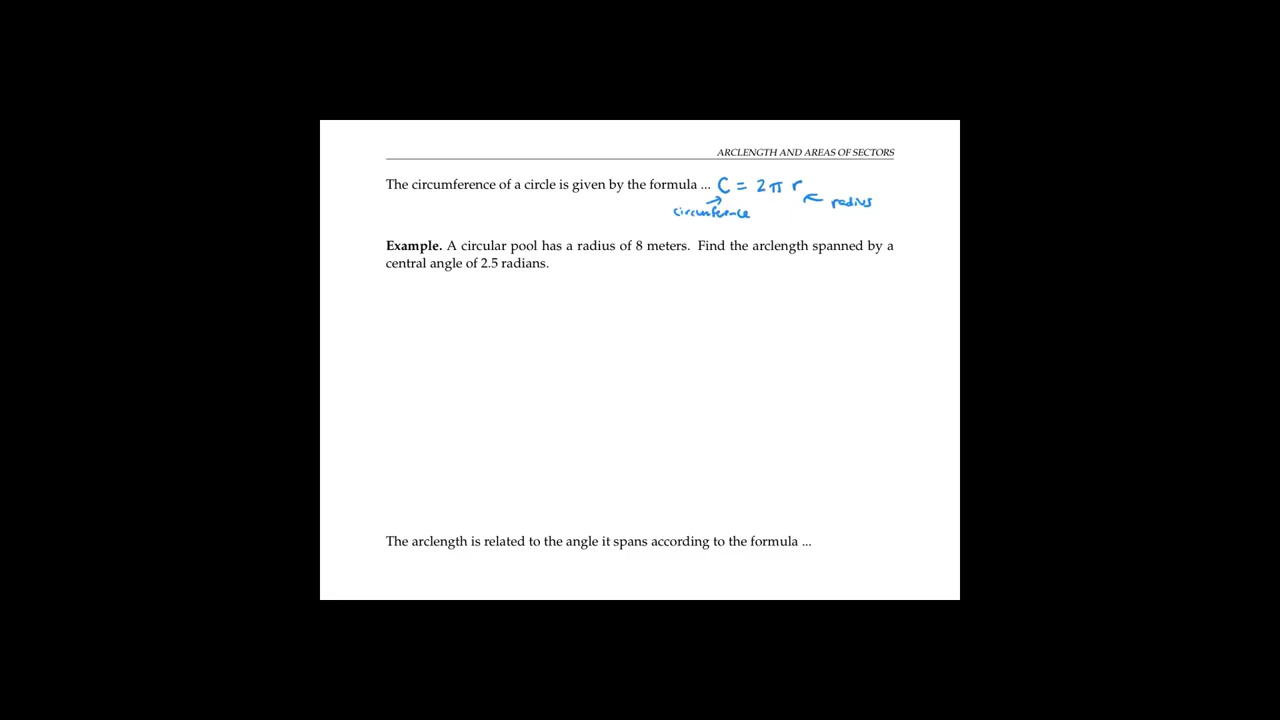 ARCLENGTH AND AREAS OF SECTORS
The circumference of a circle is given by the formula ... C = 2πr
circumference
radius
Example. A circular pool has a radius of 8 meters. Find the arclength spanned by a
central angle of 2.5 radians.
The arclength is related to the angle it spans according to the formula ...